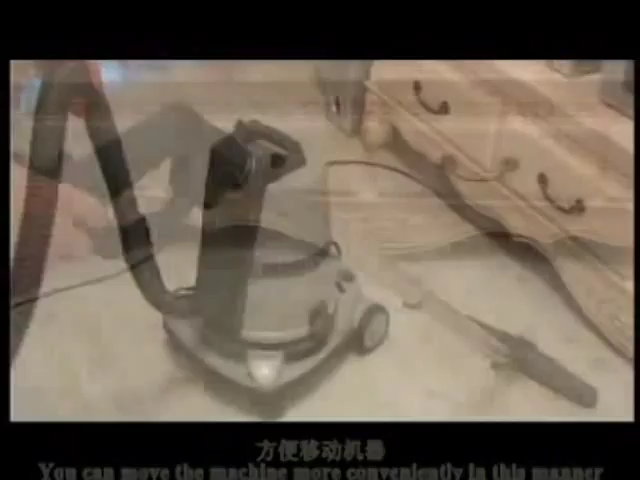 方便移动机器
You can move the machine more conveniently in this manner